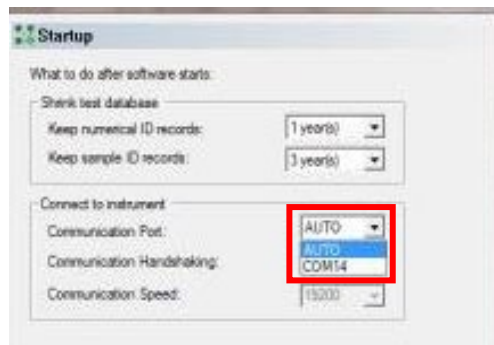 Startup
What to do after software starts:
Shrink test database
Keep numerical ID records: 1 year(s)
Keep sample ID records: 3 year(s)
Connect to instrument
Communication Port: AUTO
AUTO
Communication Handshaking: COM14
Communication Speed: 19200